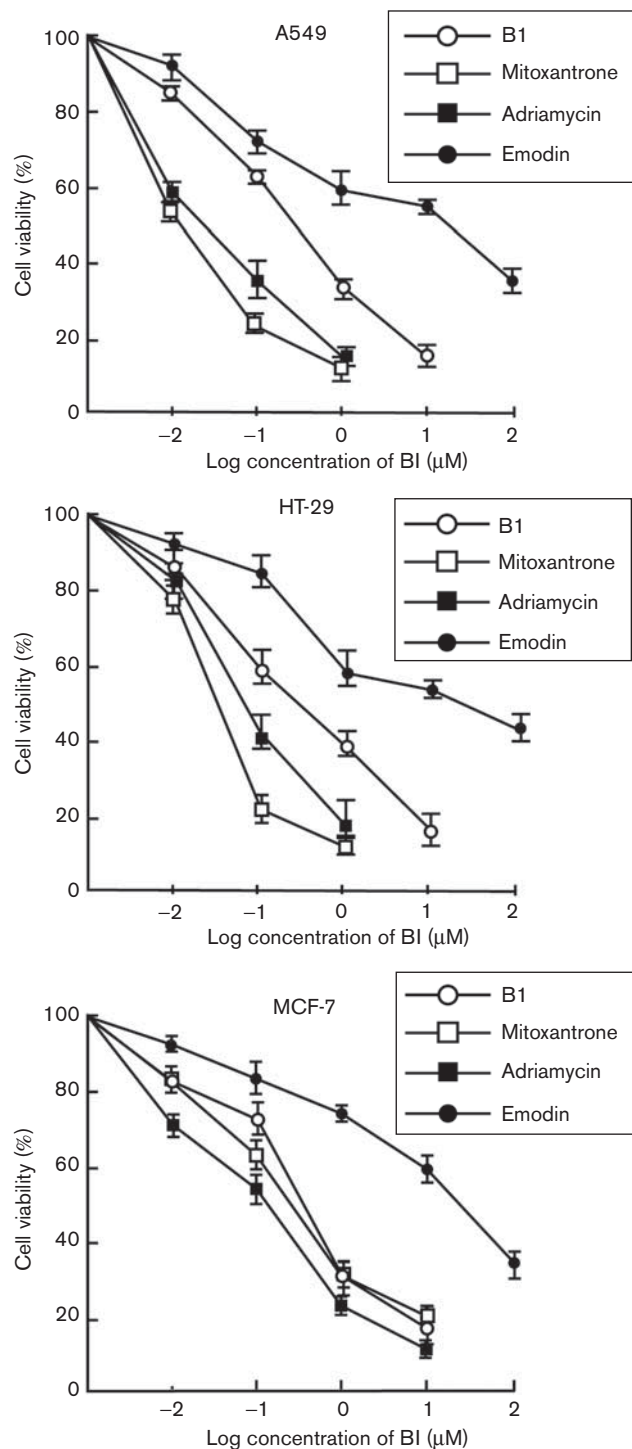 A549
B1
Mitoxantrone
Adriamycin
Emodin
100
80
60
40
20
0
Cell viability (%)
−2 −1 0 1 2
Log concentration of BI (μM)
HT-29
B1
Mitoxantrone
Adriamycin
Emodin
100
80
60
40
20
0
Cell viability (%)
−2 −1 0 1 2
Log concentration of BI (μM)
MCF-7
B1
Mitoxantrone
Adriamycin
Emodin
100
80
60
40
20
0
Cell viability (%)
−2 −1 0 1 2
Log concentration of BI (μM)